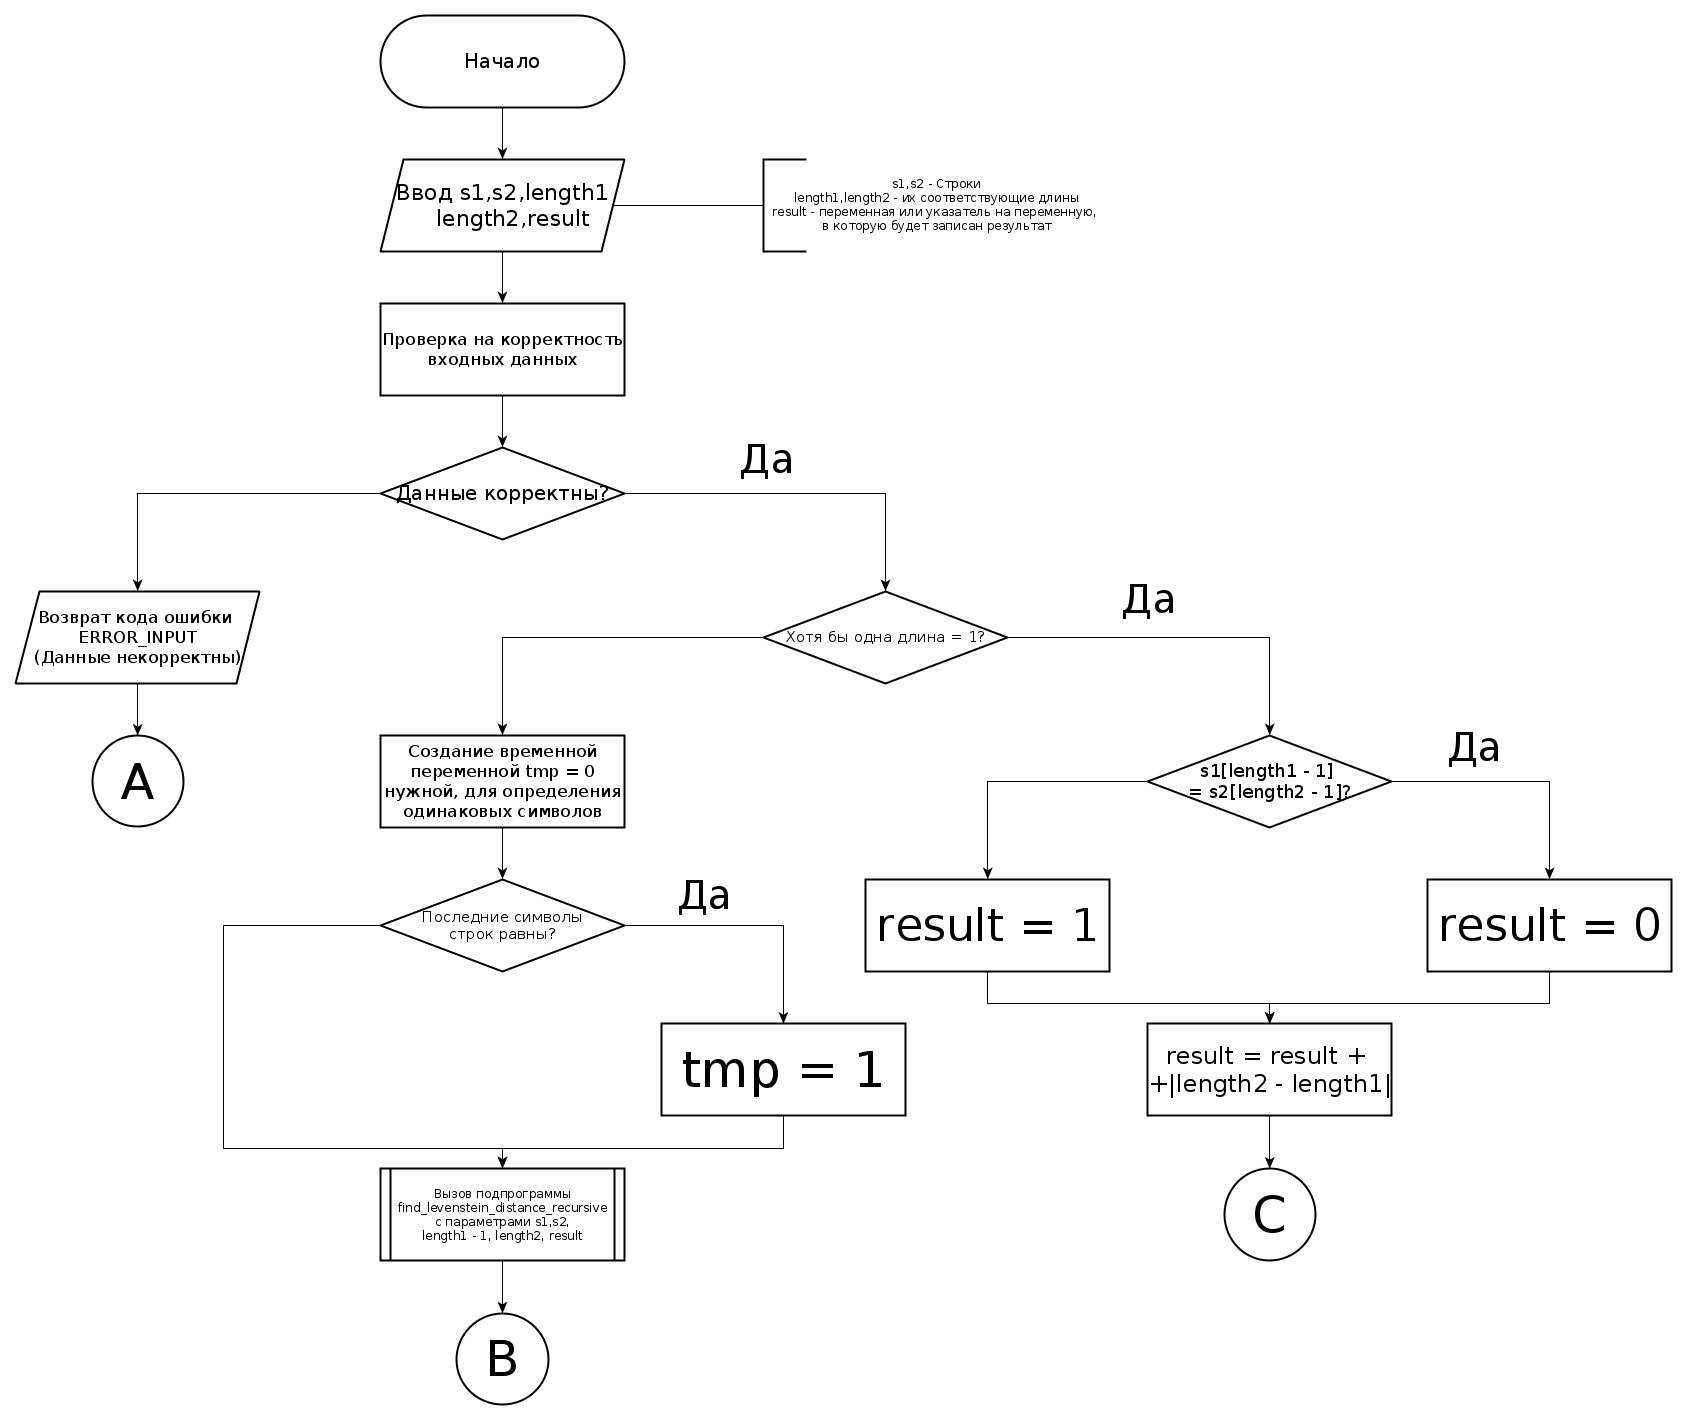 Начало
Ввод s1,s2,length1
length2,result
s1,s2 - Строки
length1,length2 - их соответствующие длины
result - переменная или указатель на переменную,
в которую будет записан результат
Проверка на корректность
входных данных
Данные корректны?
Да
Возврат кода ошибки
ERROR_INPUT
(Данные некорректны)
A
Хотя бы одна длина = 1?
Да
Создание временной
переменной tmp = 0
нужной, для определения
одинаковых символов
s1[length1 - 1]
= s2[length2 - 1]?
Да
Последние символы
строк равны?
Да
result = 1
result = 0
tmp = 1
result = result +
+|length2 - length1|
Вызов подпрограммы
find_levenstein_distance_recursive
с параметрами s1,s2,
length1 - 1, length2, result
C
B